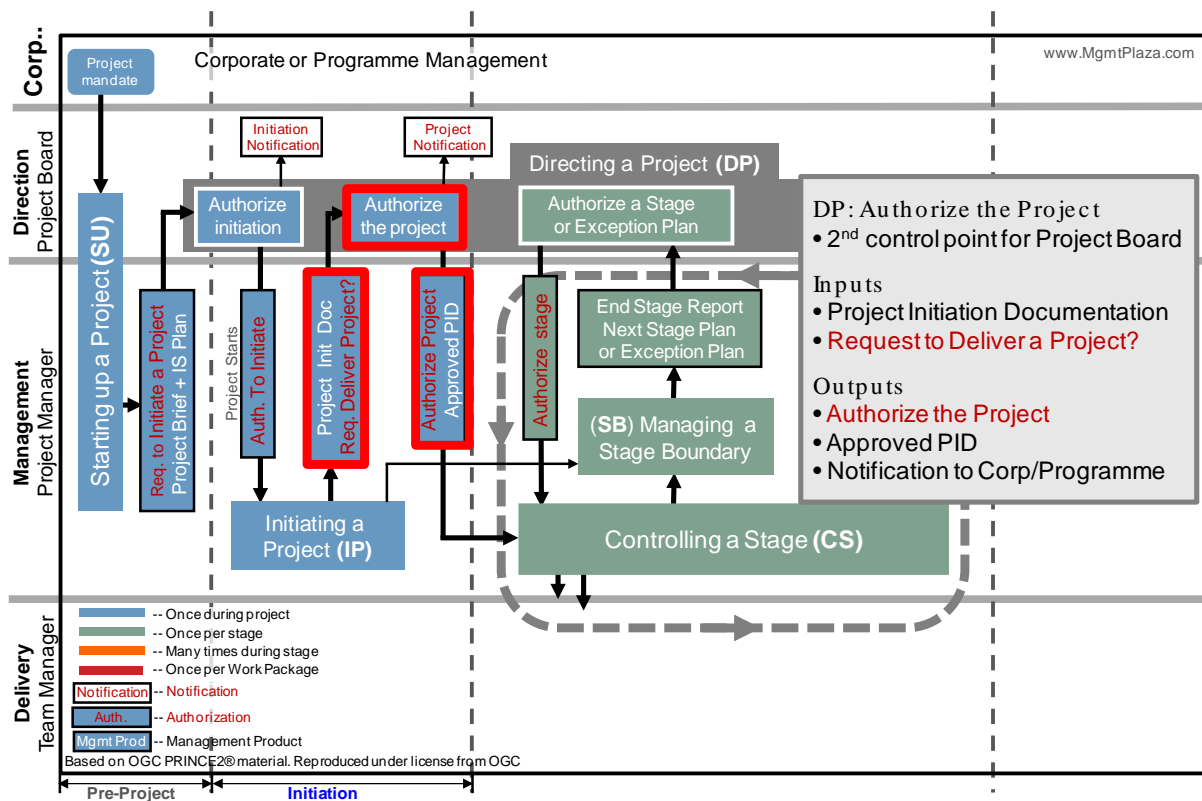 Corp..
Project
mandate
Corporate or Programme Management
www.MgmtPlaza.com
Direction
Project Board
Initiation
Notification
Project
Notification
Directing a Project (DP)
Authorize
initiation
Authorize
the project
Authorize a Stage
or Exception Plan
DP: Authorize the Project
• 2nd control point for Project Board
Inputs
• Project Initiation Documentation
• Request to Deliver a Project?
Outputs
• Authorize the Project
• Approved PID
• Notification to Corp/Programme
Management
Project Manager
Starting up a Project (SU)
Req. to Initiate a Project
Project Brief + IS Plan
Project Starts
Auth. To Initiate
Project Init Doc
Req. Deliver Project?
Authorize Project
Approved PID
Authorize stage
End Stage Report
Next Stage Plan
or Exception Plan
(SB) Managing a
Stage Boundary
Initiating a
Project (IP)
Controlling a Stage (CS)
Delivery
Team Manager
-- Once during project
-- Once per stage
-- Many times during stage
-- Once per Work Package
Notification -- Notification
Auth. -- Authorization
Mgmt Prod -- Management Product
Based on OGC PRINCE2® material. Reproduced under license from OGC
Pre-Project
Initiation